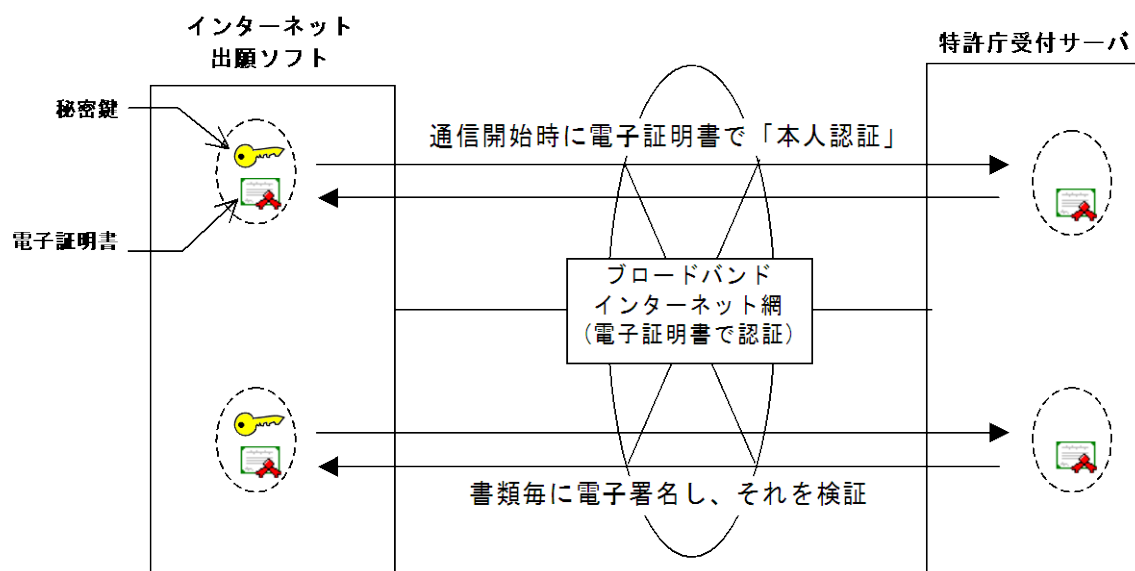 インターネット
出願ソフト
特許庁受付サーバ
秘密鍵
通信開始時に電子証明書で「本人認証」
電子証明書
ブロードバンド
インターネット網
(電子証明書で認証)
書類毎に電子署名し、それを検証